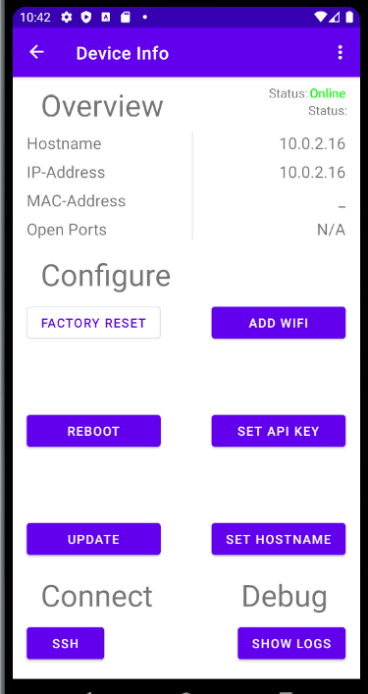 10:42
Device Info
Status: Online
Overview
Status:
Hostname 10.0.2.16
IP-Address 10.0.2.16
MAC-Address _
Open Ports N/A
Configure
FACTORY RESET ADD WIFI
REBOOT SET API KEY
UPDATE SET HOSTNAME
Connect Debug
SSH SHOW LOGS